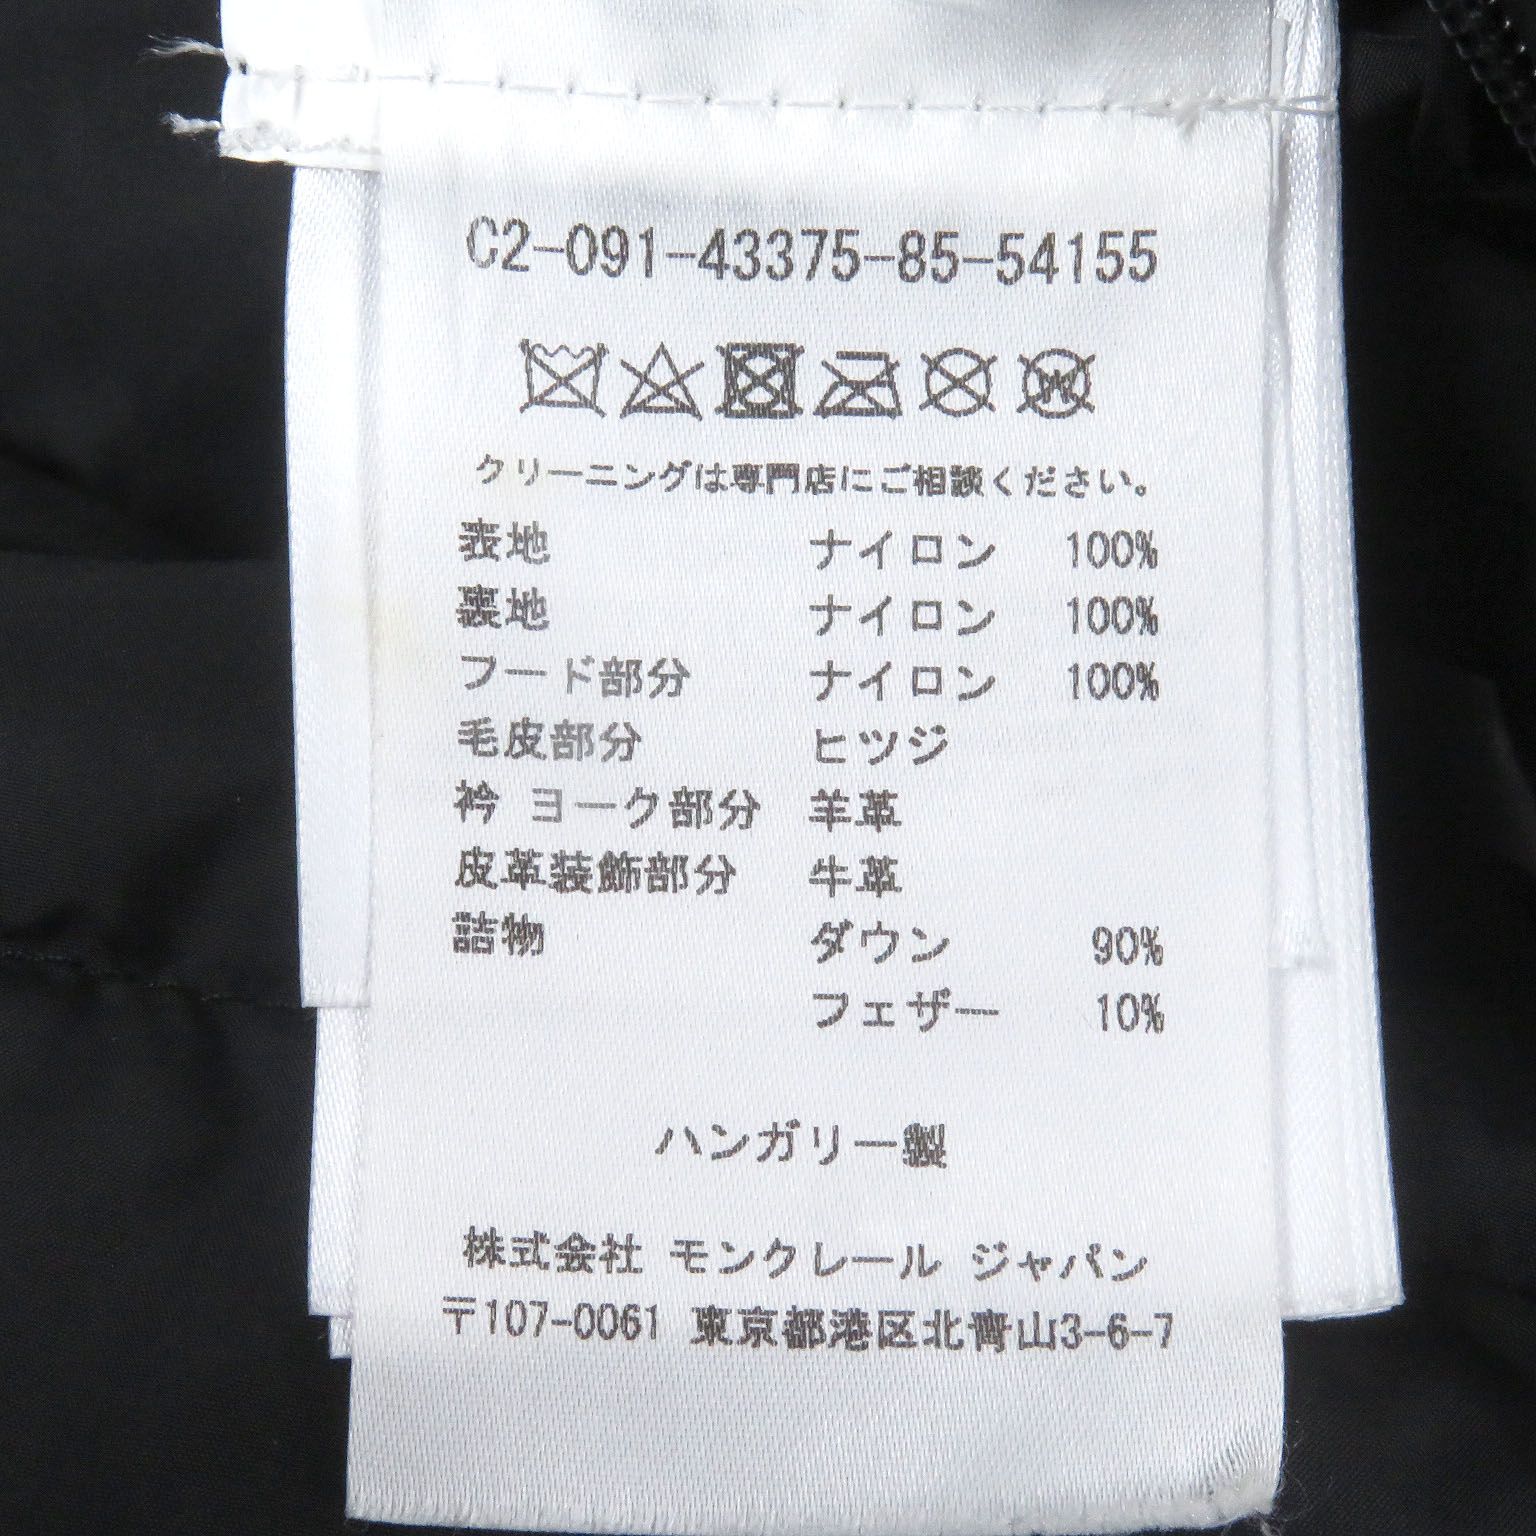 C2-091-43375-85-54155
クリーニングは専門店にご相談ください。
表地 ナイロン 100%
裏地 ナイロン 100%
フード部分 ナイロン 100%
毛皮部分 ヒツジ
衿 ヨーク部分 羊革
皮革装飾部分 牛革
詰物 ダウン 90%
フェザー 10%
ハンガリー製
株式会社 モンクレール ジャパン
〒107-0061 東京都港区北青山3-6-7